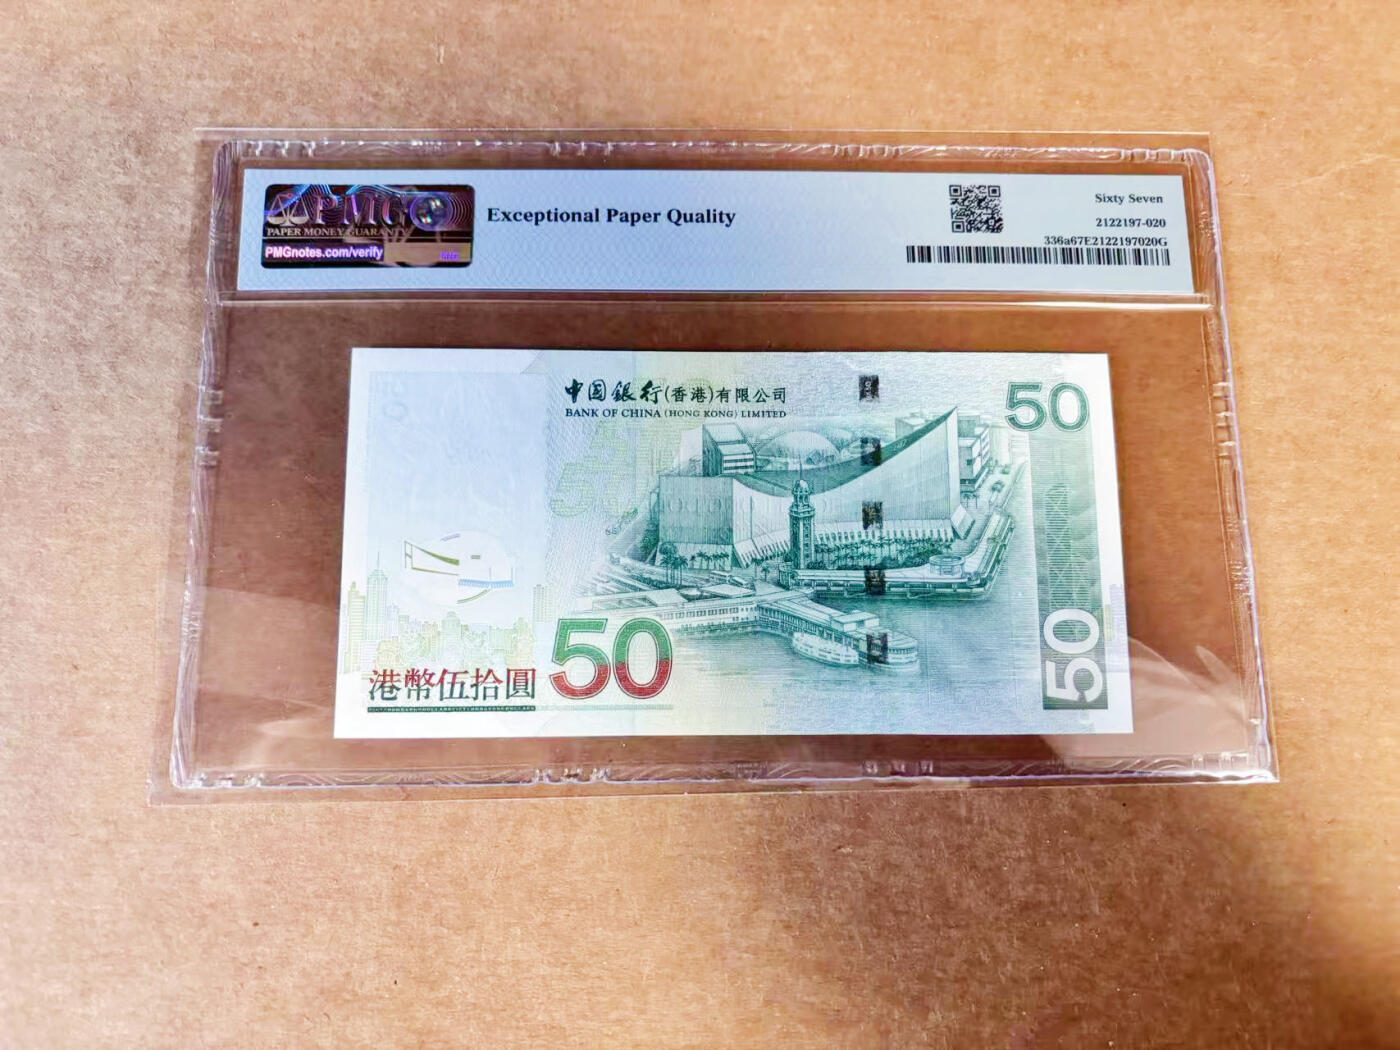 PMG
PAPER MONEY GUARANTY
PMGnotes.com/verify
Exceptional Paper Quality
Sixty Seven
2122197-020
336a67E2122197020G
中国銀行(香港)有限公司
BANK OF CHINA (HONG KONG) LIMITED
50
50
港幣伍拾圓
50
50